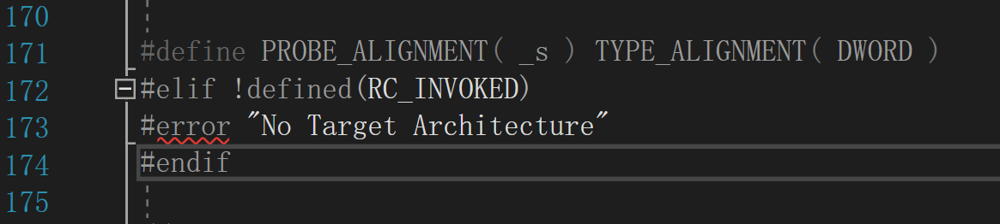 170
171 #define PROBE_ALIGNMENT( _s ) TYPE_ALIGNMENT( DWORD )
172 #elif !defined(RC_INVOKED)
173 #error "No Target Architecture"
174 #endif
175